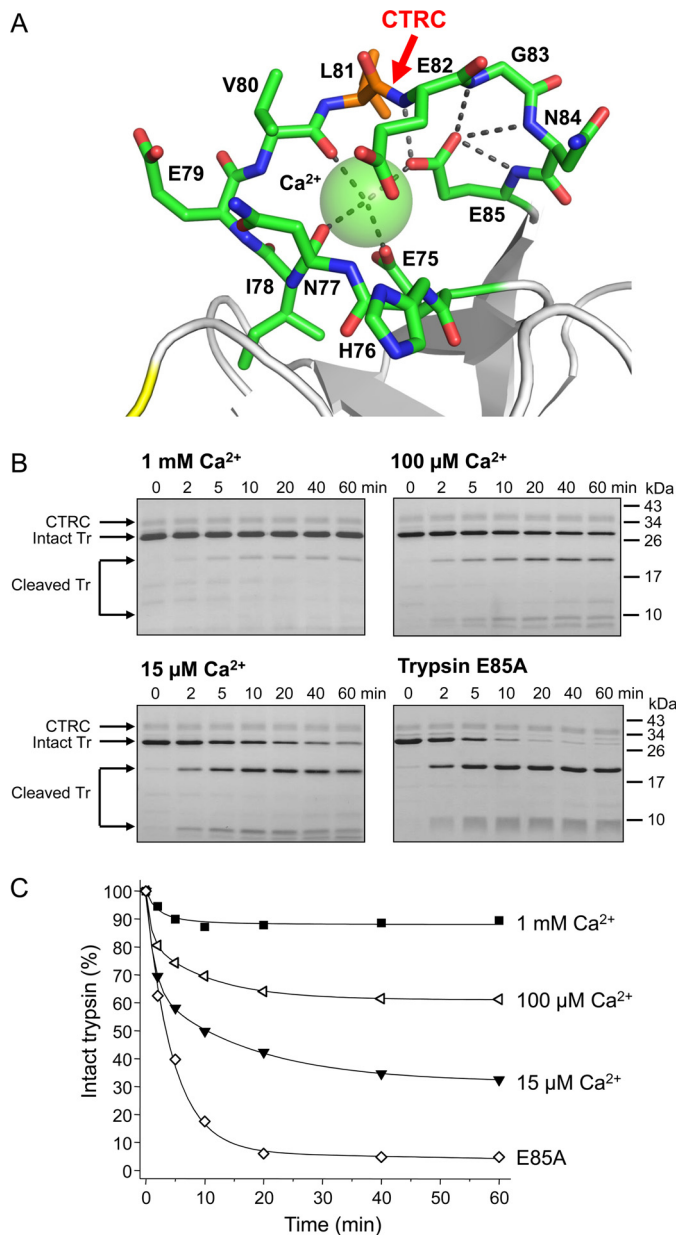 A
CTRC
L81
E82
G83
V80
N84
E79
Ca²⁺
E85
E75
I78
N77
H76
B
1 mM Ca²⁺
100 µM Ca²⁺
0 2 5 10 20 40 60 min
0 2 5 10 20 40 60 min
kDa
CTRC
Intact Tr
Cleaved Tr
43
34
26
17
10
15 µM Ca²⁺
Trypsin E85A
0 2 5 10 20 40 60 min
0 2 5 10 20 40 60 min
kDa
CTRC
Intact Tr
Cleaved Tr
43
34
26
17
10
C
Intact trypsin (%)
100
90
80
70
60
50
40
30
20
10
0
1 mM Ca²⁺
100 µM Ca²⁺
15 µM Ca²⁺
E85A
0 10 20 30 40 50 60
Time (min)